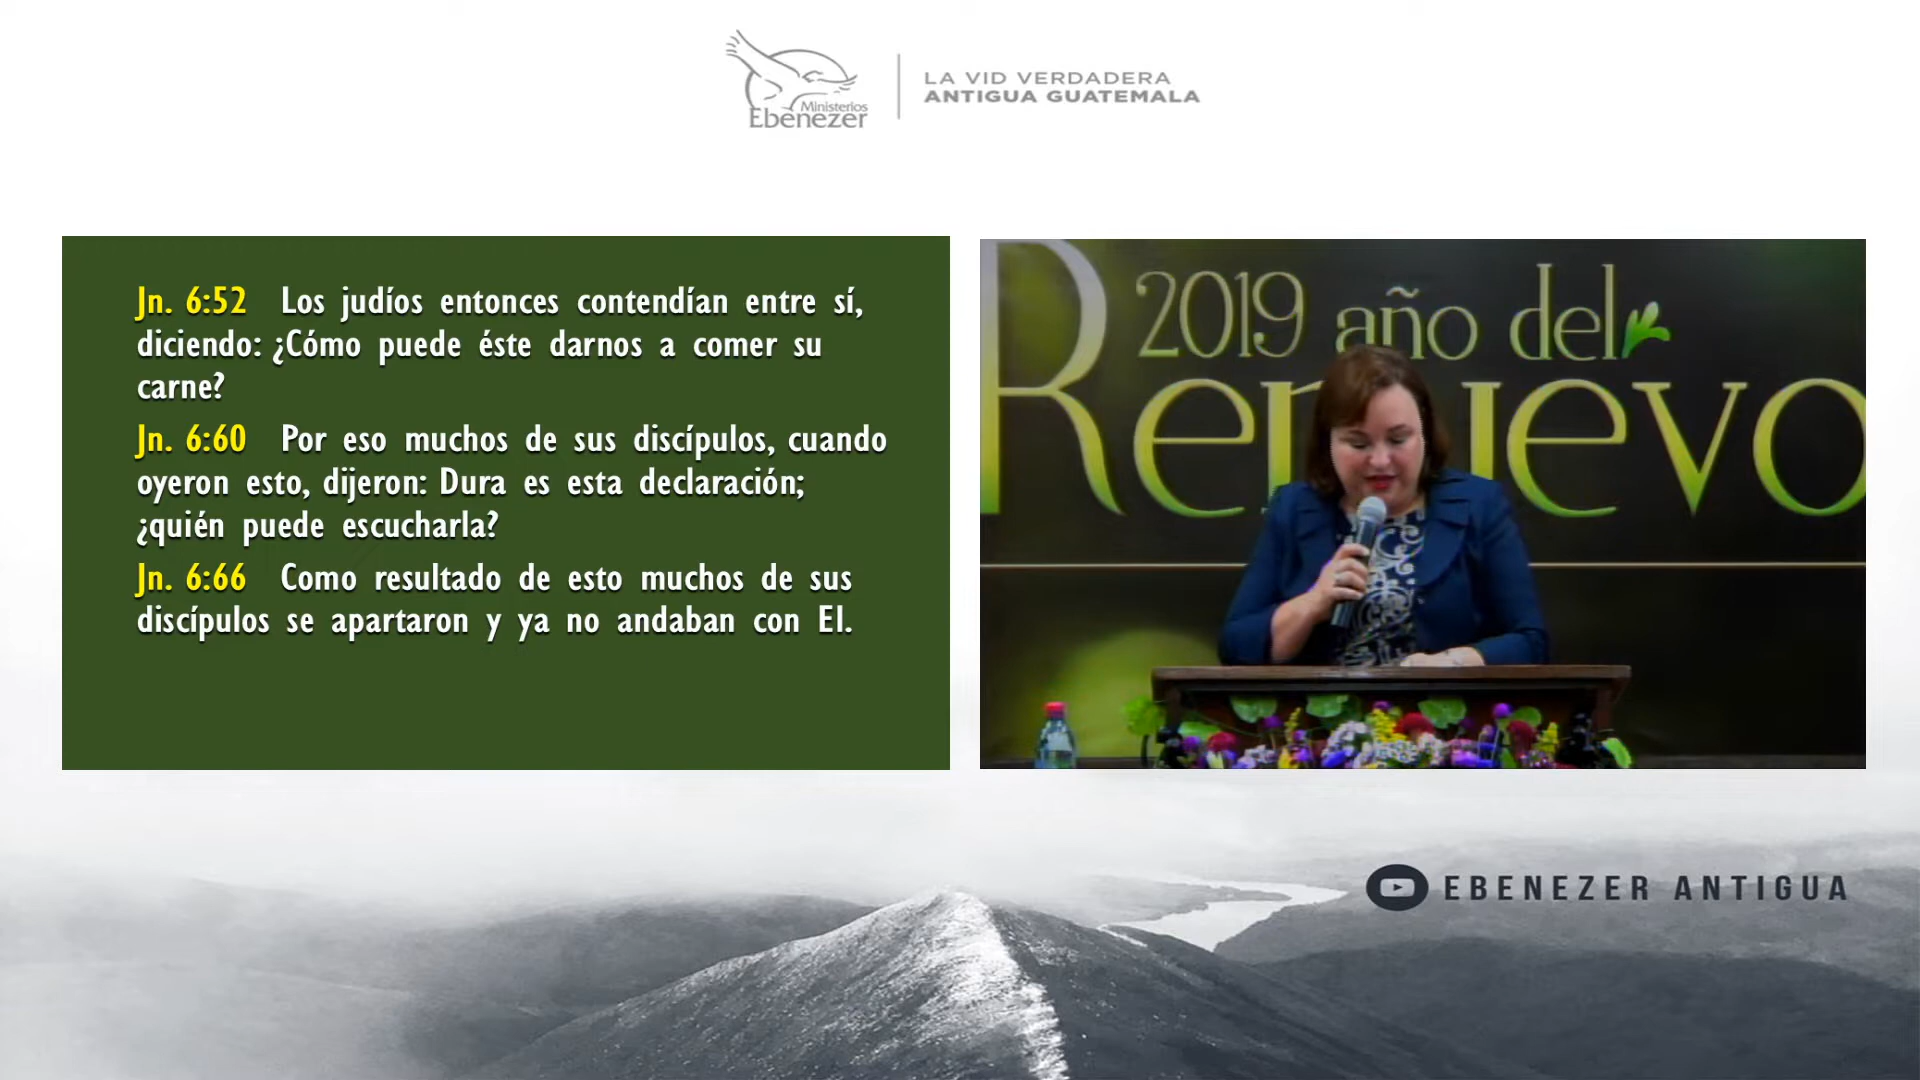 Ministerios
Ebenezer
LA VID VERDADERA
ANTIGUA GUATEMALA
Jn. 6:52 Los judíos entonces contendían entre sí,
diciendo: ¿Cómo puede éste darnos a comer su
carne?
Jn. 6:60 Por eso muchos de sus discípulos, cuando
oyeron esto, dijeron: Dura es esta declaración;
¿quién puede escucharla?
Jn. 6:66 Como resultado de esto muchos de sus
discípulos se apartaron y ya no andaban con El.
2019 año del
Renuevo
EBENEZER ANTIGUA